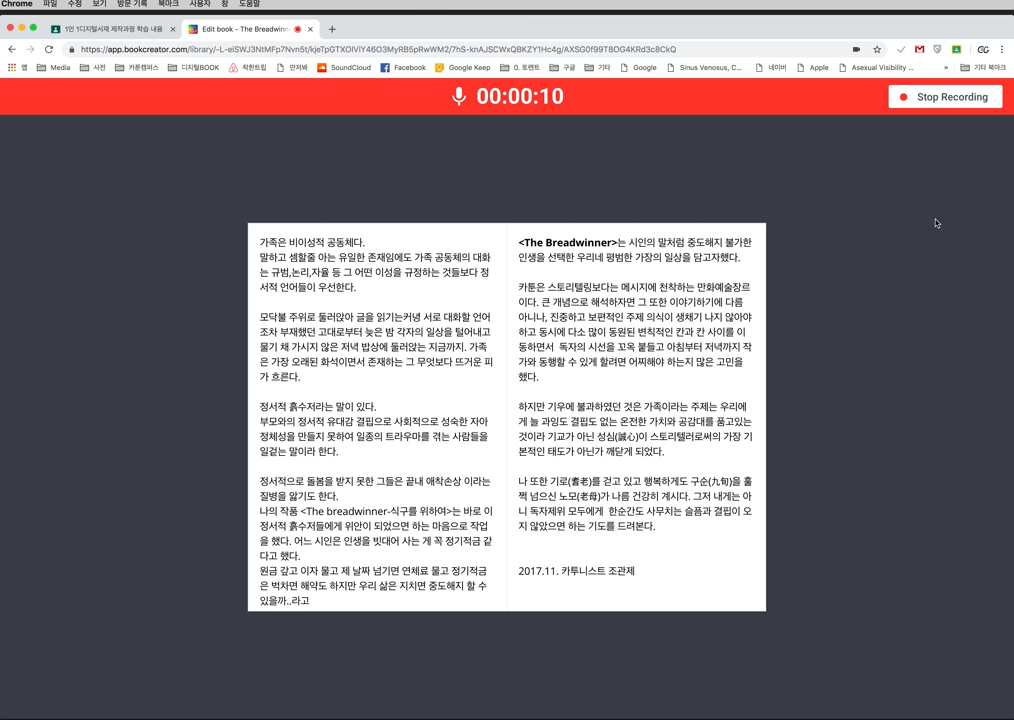 Chrome 파일 수정 보기 방문 기록 북마크 사용자 창 도움말
1인 1디지털서재 제작과정 학습 내용
Edit book - The Breadwinn
https://app.bookcreator.com/library/-L-eiSWJ3NtMFp7Nvn5t/kjeTpGTXOIViY46O3MyRB5pRwWM2/7hS-knAJSCWxQBKZY1Hc4g/AXSG0f99T8OG4KRd3c8CkQ
앱 Media 사전 카툰캠퍼스 디지털BOOK 착한트립 만저봐 SoundCloud Facebook Google Keep 0. 토렌트 구글 기타 Google Sinus Venosus, C... 네이버 Apple Asexual Visibility ... » 기타 북마크
00:00:10
Stop Recording
가족은 비이성적 공동체다.
말하고 셈할줄 아는 유일한 존재임에도 가족 공동체의 대화
는 규범,논리,자율 등 그 어떤 이성을 규정하는 것들보다 정
서적 언어들이 우선한다.
모닥불 주위로 둘러앉아 글을 읽기는커녕 서로 대화할 언어
조차 부재했던 고대로부터 늦은 밤 각자의 일상을 털어내고
물기 채 가시지 않은 저녁 밥상에 둘러앉는 지금까지. 가족
은 가장 오래된 화석이면서 존재하는 그 무엇보다 뜨거운 피
가 흐른다.
정서적 흙수저라는 말이 있다.
부모와의 정서적 유대감 결핍으로 사회적으로 성숙한 자아
정체성을 만들지 못하여 일종의 트라우마를 겪는 사람들을
일컫는 말이라 한다.
정서적으로 돌봄을 받지 못한 그들은 끝내 애착손상 이라는
질병을 앓기도 한다.
나의 작품 <The breadwinner-식구를 위하여>는 바로 이
정서적 흙수저들에게 위안이 되었으면 하는 마음으로 작업
을 했다. 어느 시인은 인생을 빗대어 사는 게 꼭 정기적금 같
다고 했다.
원금 갚고 이자 물고 제 날짜 넘기면 연체료 물고 정기적금
은 벅차면 해약도 하지만 우리 삶은 지치면 중도해지 할 수
있을까..라고
<The Breadwinner>는 시인의 말처럼 중도해지 불가한
인생을 선택한 우리네 평범한 가장의 일상을 담고자했다.
카툰은 스토리텔링보다는 메시지에 천착하는 만화예술장르
이다. 큰 개념으로 해석하자면 그 또한 이야기하기에 다름
아니나, 진중하고 보편적인 주제 의식이 생채기 나지 않아야
하고 동시에 다소 많이 동원된 변칙적인 칸과 칸 사이를 이
동하면서 독자의 시선을 꼬옥 붙들고 아침부터 저녁까지 작
가와 동행할 수 있게 할려면 어찌해야 하는지 많은 고민을
했다.
하지만 기우에 불과하였던 것은 가족이라는 주제는 우리에
게 늘 과잉도 결핍도 없는 온전한 가치와 공감대를 품고있는
것이라 기교가 아닌 성심(誠心)이 스토리텔러로써의 가장 기
본적인 태도가 아닌가 깨닫게 되었다.
나 또한 기로(耆老)를 걷고 있고 행복하게도 구순(九旬)을 훌
쩍 넘으신 노모(老母)가 나름 건강히 계시다. 그저 내게는 아
니 독자제위 모두에게 한순간도 사무치는 슬픔과 결핍이 오
지 않았으면 하는 기도를 드려본다.
2017.11. 카투니스트 조관제